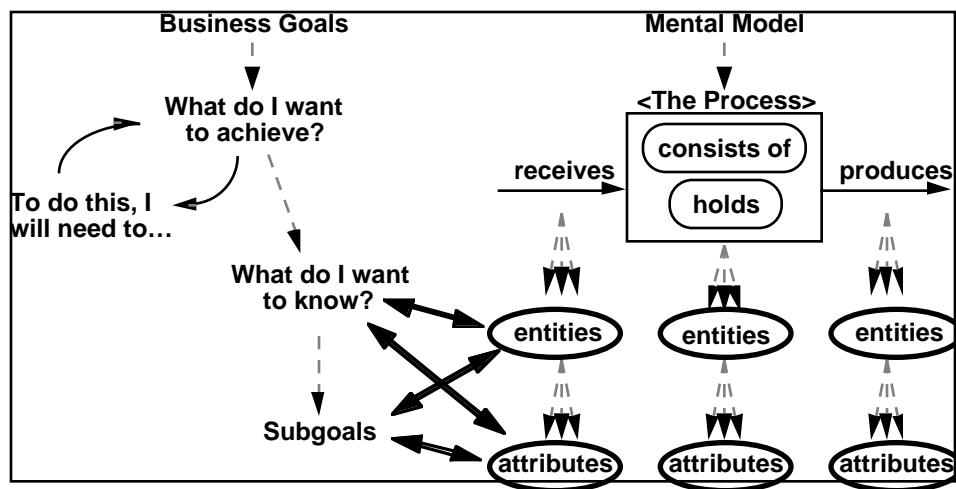 Business Goals
Mental Model
What do I want
to achieve?
<The Process>
consists of
receives
produces
To do this, I
will need to…
holds
What do I want
to know?
entities
entities
entities
Subgoals
attributes
attributes
attributes